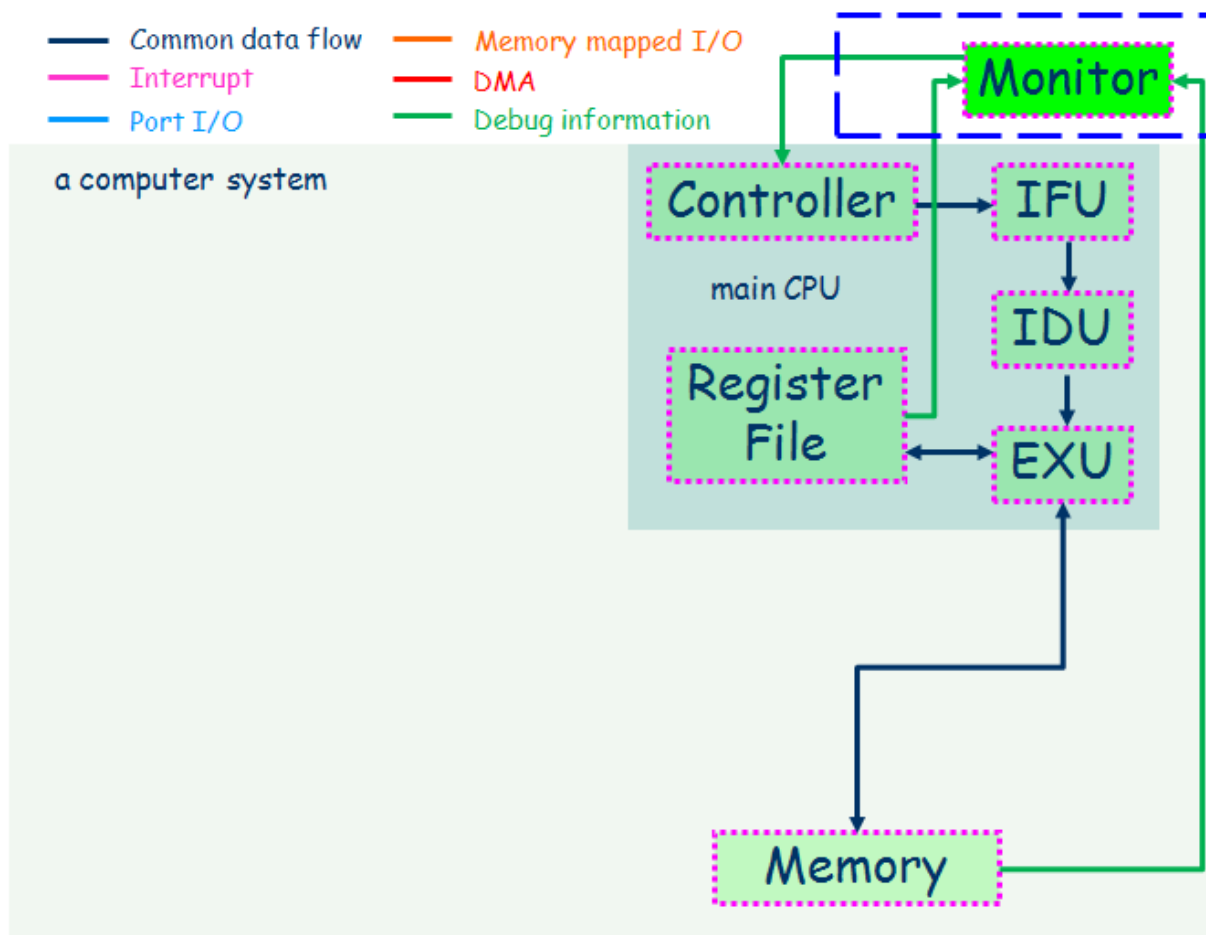 Common data flow
Memory mapped I/O
Interrupt
DMA
Port I/O
Debug information
Monitor
a computer system
Controller
IFU
main CPU
IDU
Register
File
EXU
Memory